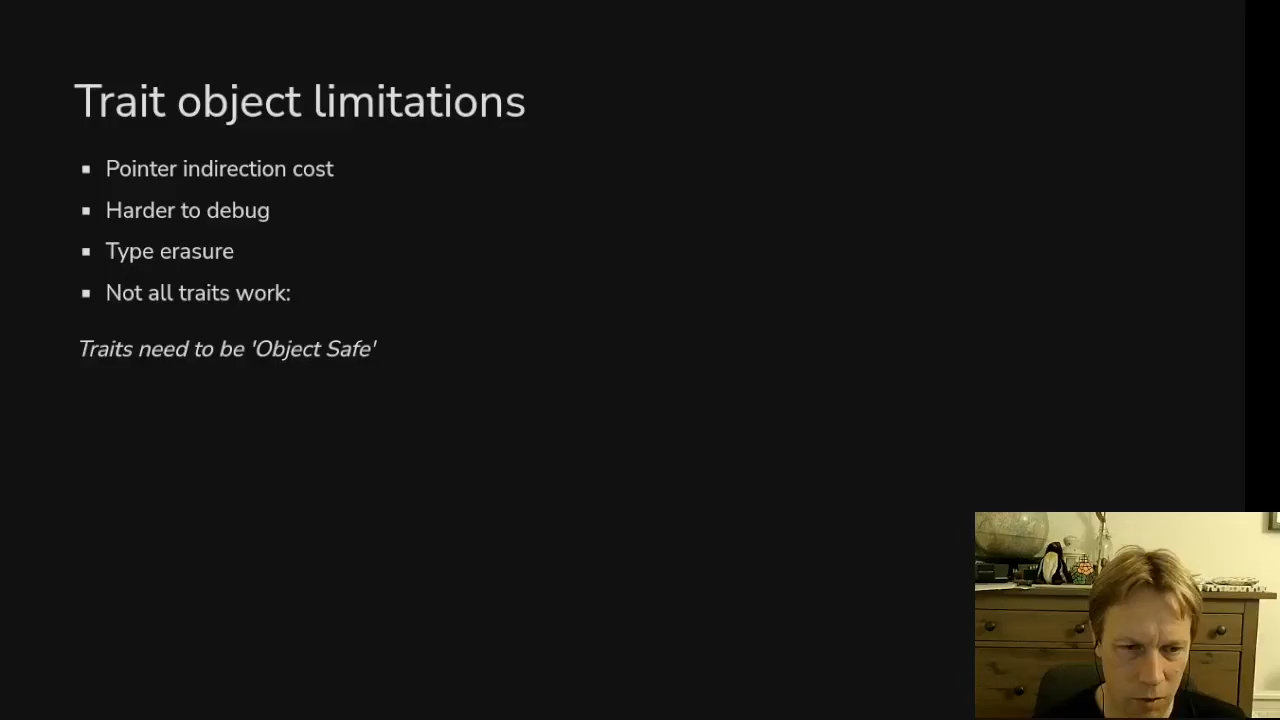 Trait object limitations
Pointer indirection cost
Harder to debug
Type erasure
Not all traits work:
Traits need to be 'Object Safe'